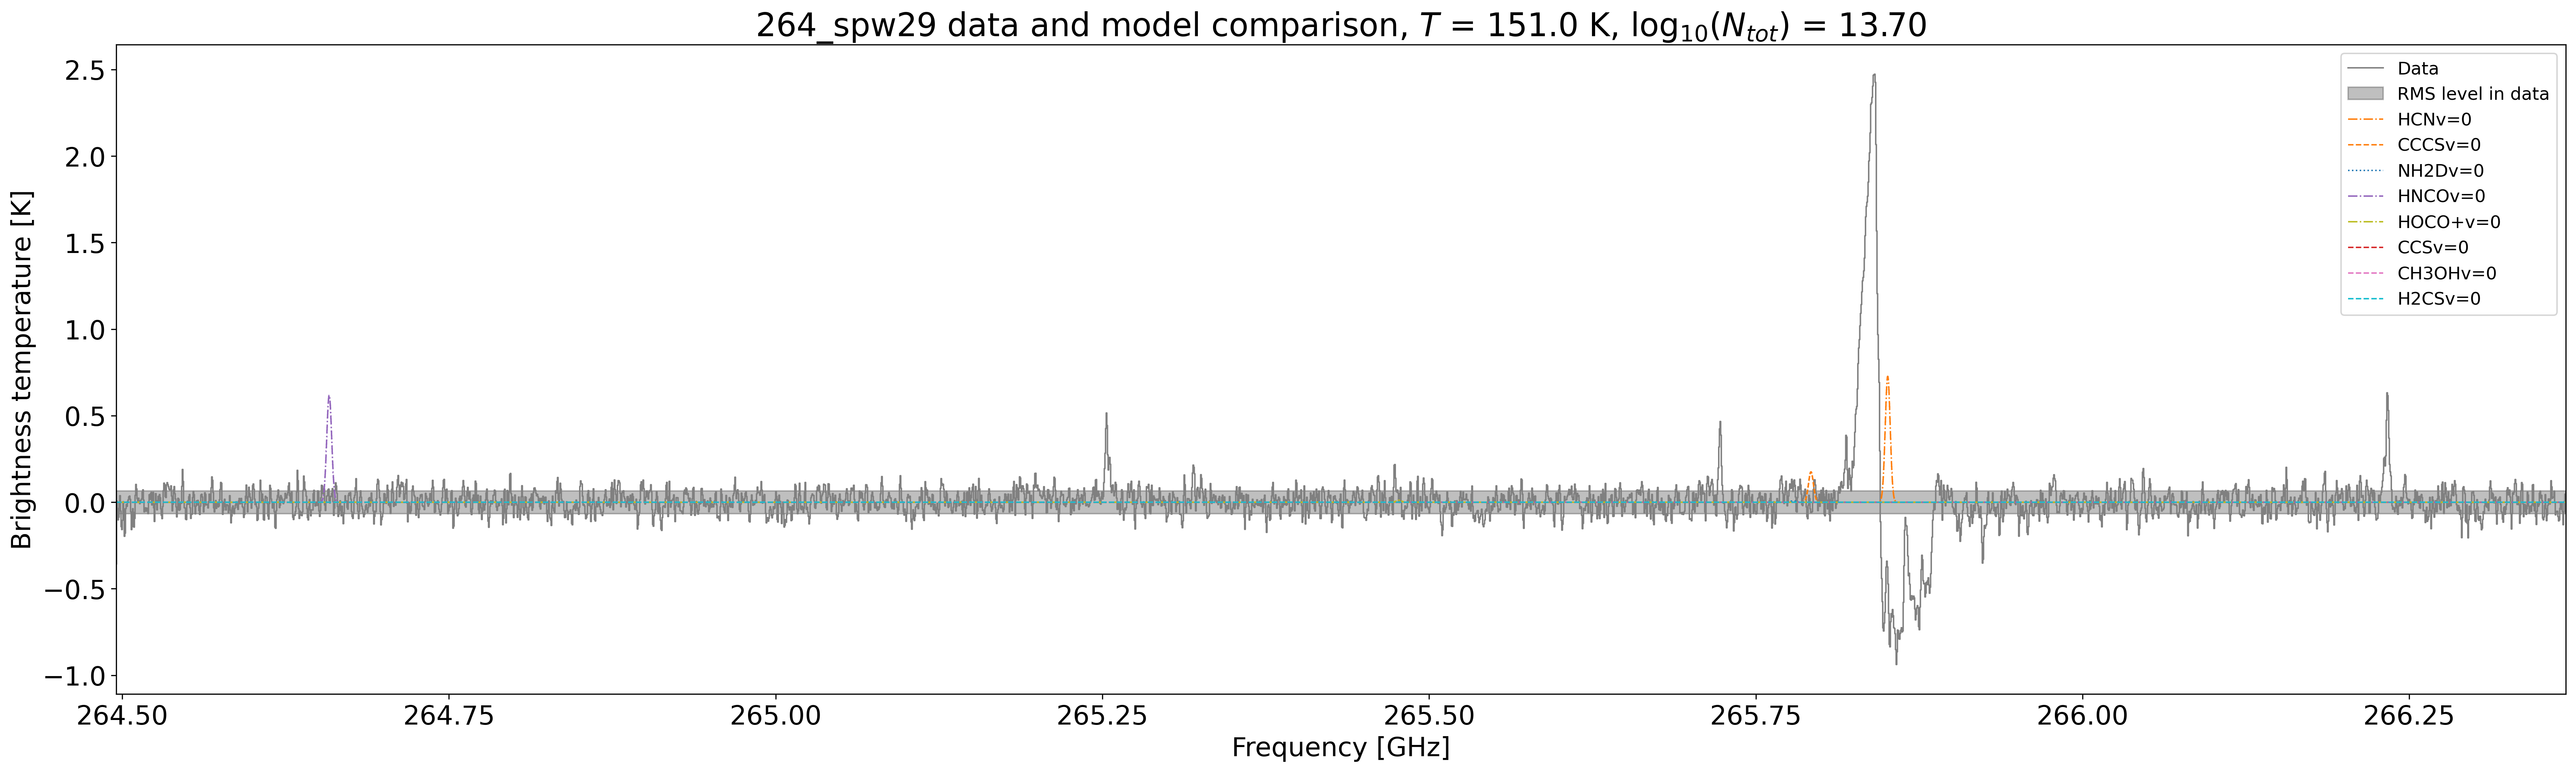 264_spw29 data and model comparison, T = 151.0 K, log₁₀(Nₜₒₜ) = 13.70
Brightness temperature [K]
2.5
2.0
1.5
1.0
0.5
0.0
−0.5
−1.0
Data
RMS level in data
HCNv=0
CCCSv=0
NH2Dv=0
HNCOv=0
HOCO+v=0
CCSv=0
CH3OHv=0
H2CSv=0
264.50 264.75 265.00 265.25 265.50 265.75 266.00 266.25
Frequency [GHz]